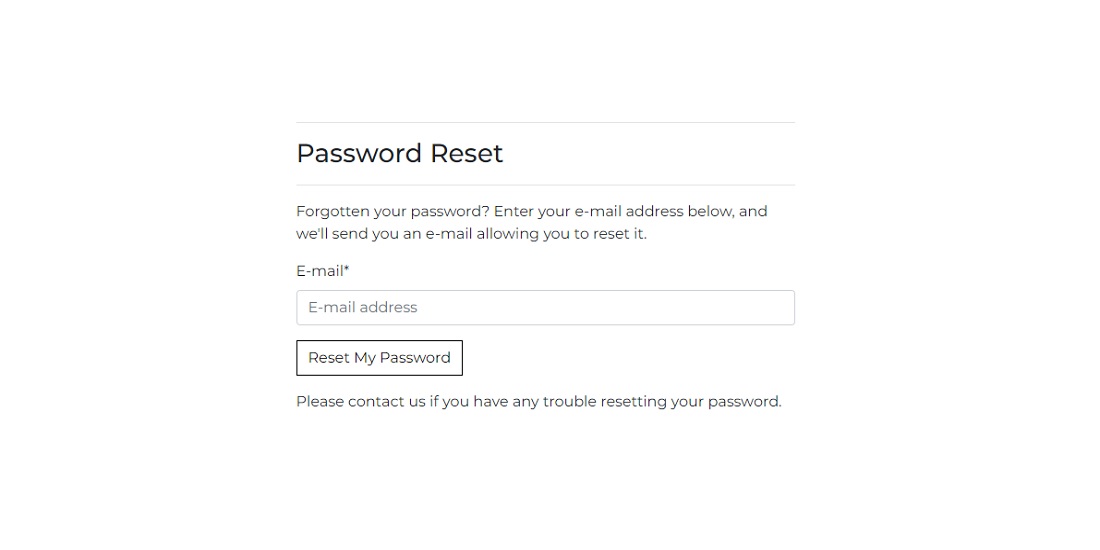 Password Reset
Forgotten your password? Enter your e-mail address below, and
we'll send you an e-mail allowing you to reset it.
E-mail*
E-mail address
Reset My Password
Please contact us if you have any trouble resetting your password.